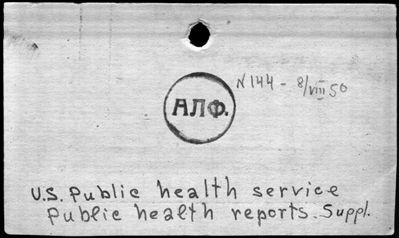 N 144 - 8/VIII 50
АЛФ.
U.S. Public health service
Public health reports. Suppl.